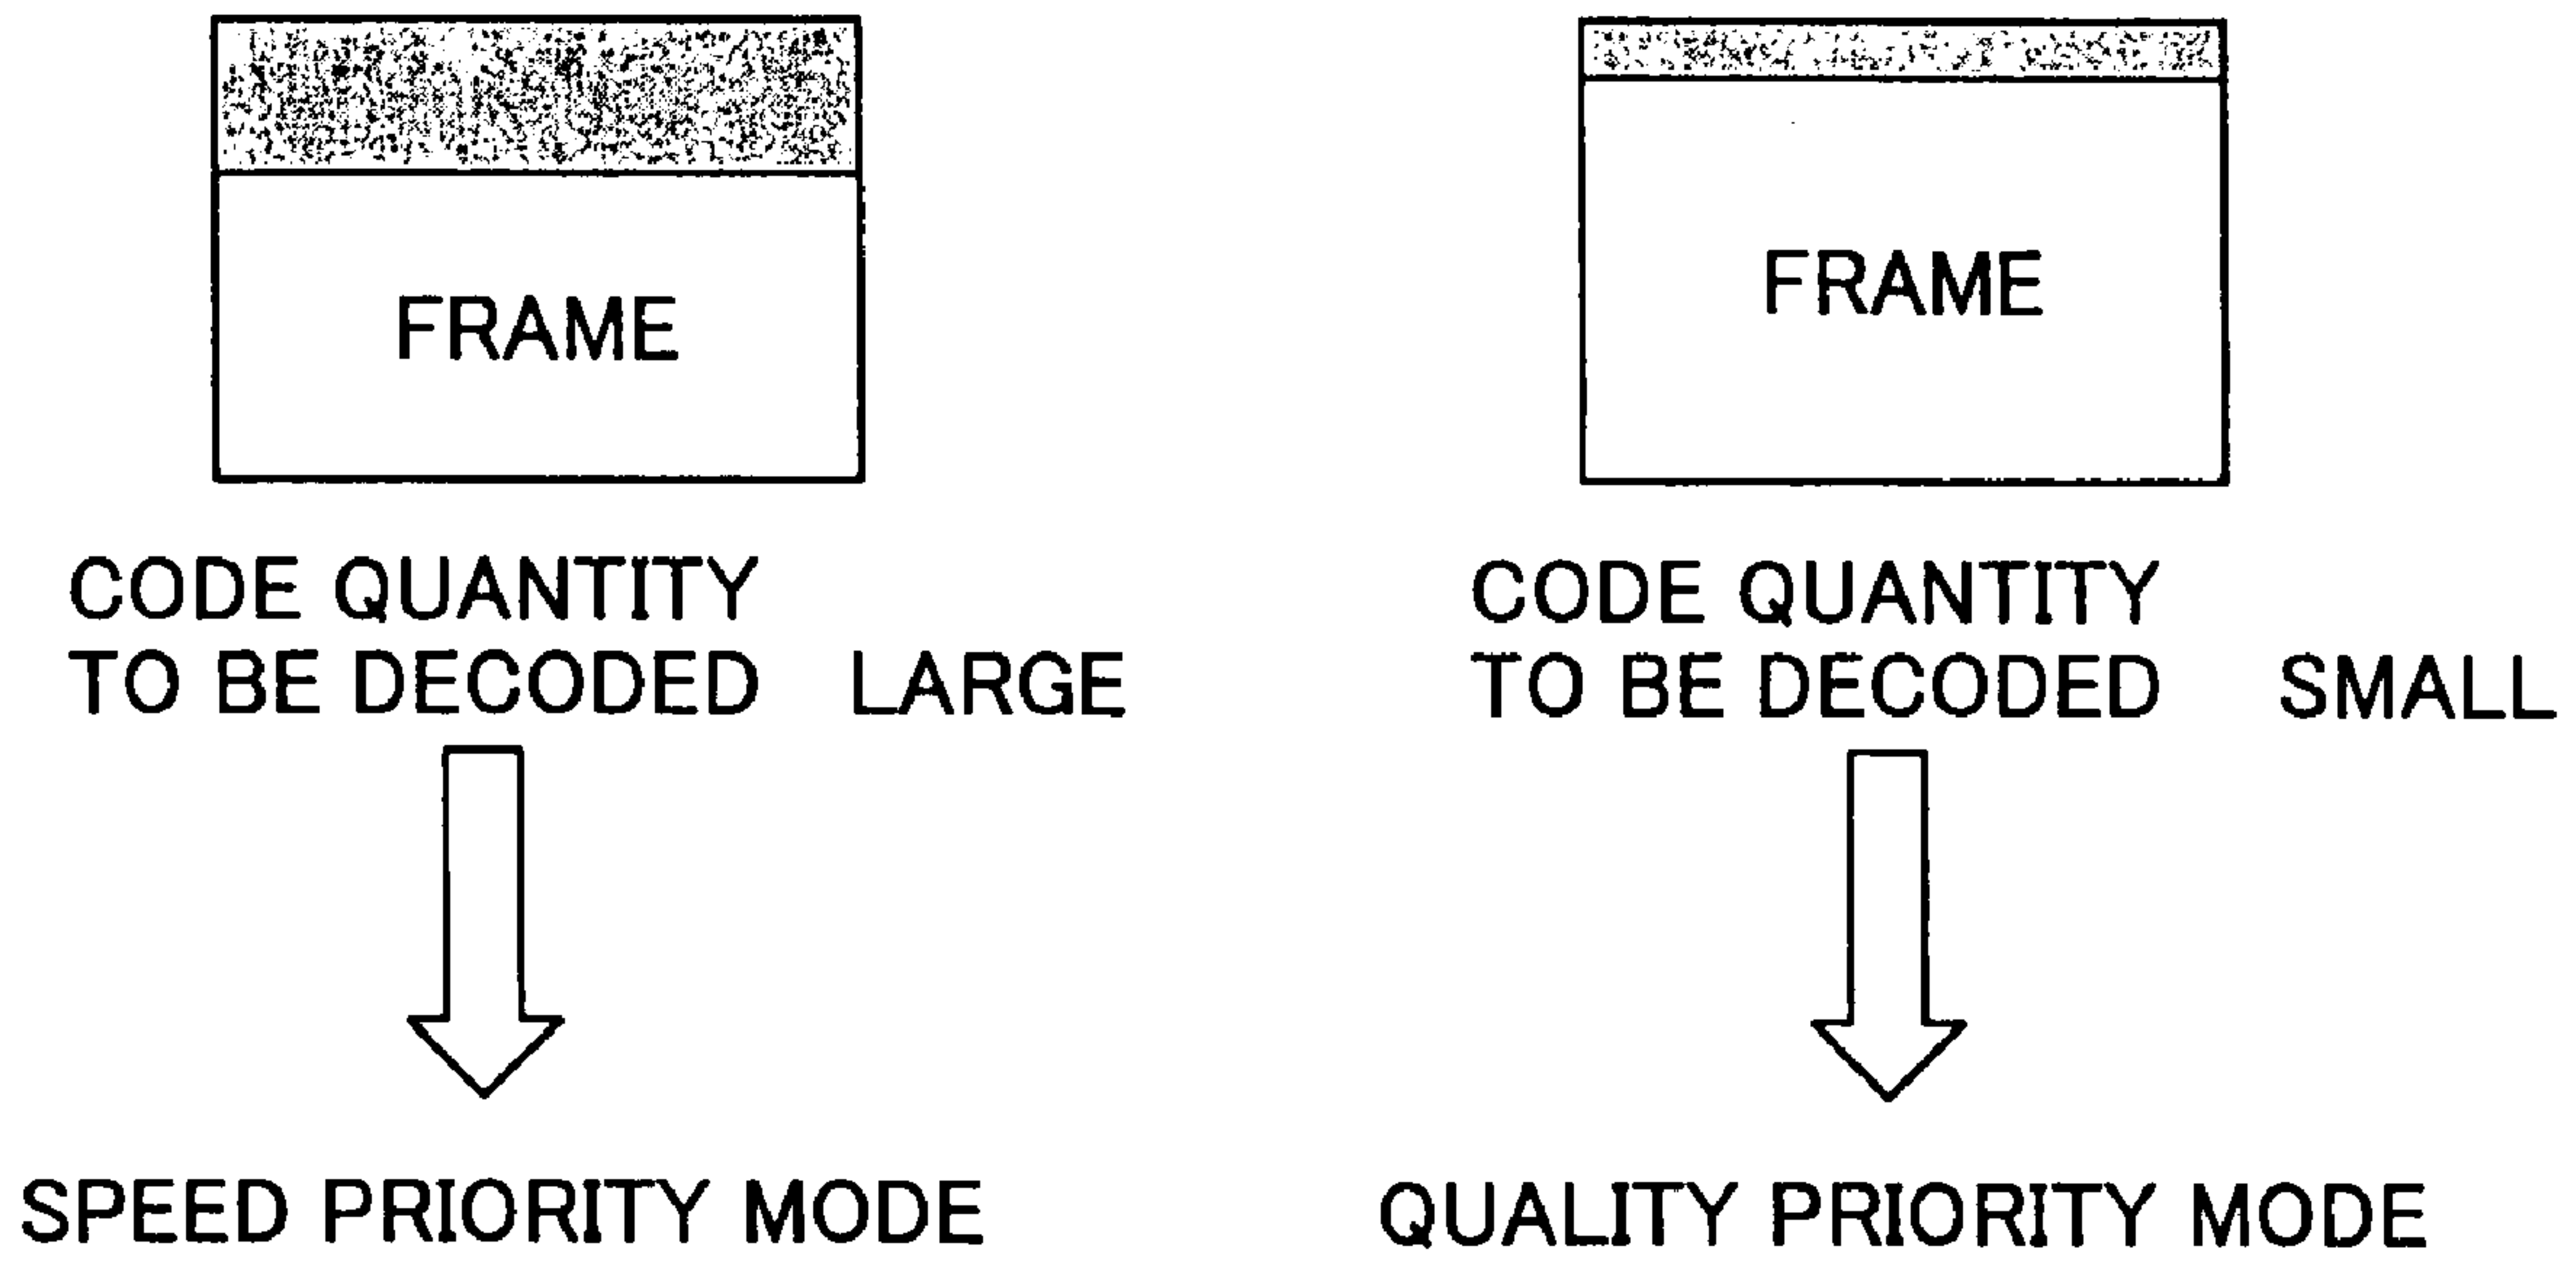 FRAME
CODE QUANTITY
TO BE DECODED LARGE
SPEED PRIORITY MODE
FRAME
CODE QUANTITY
TO BE DECODED SMALL
QUALITY PRIORITY MODE